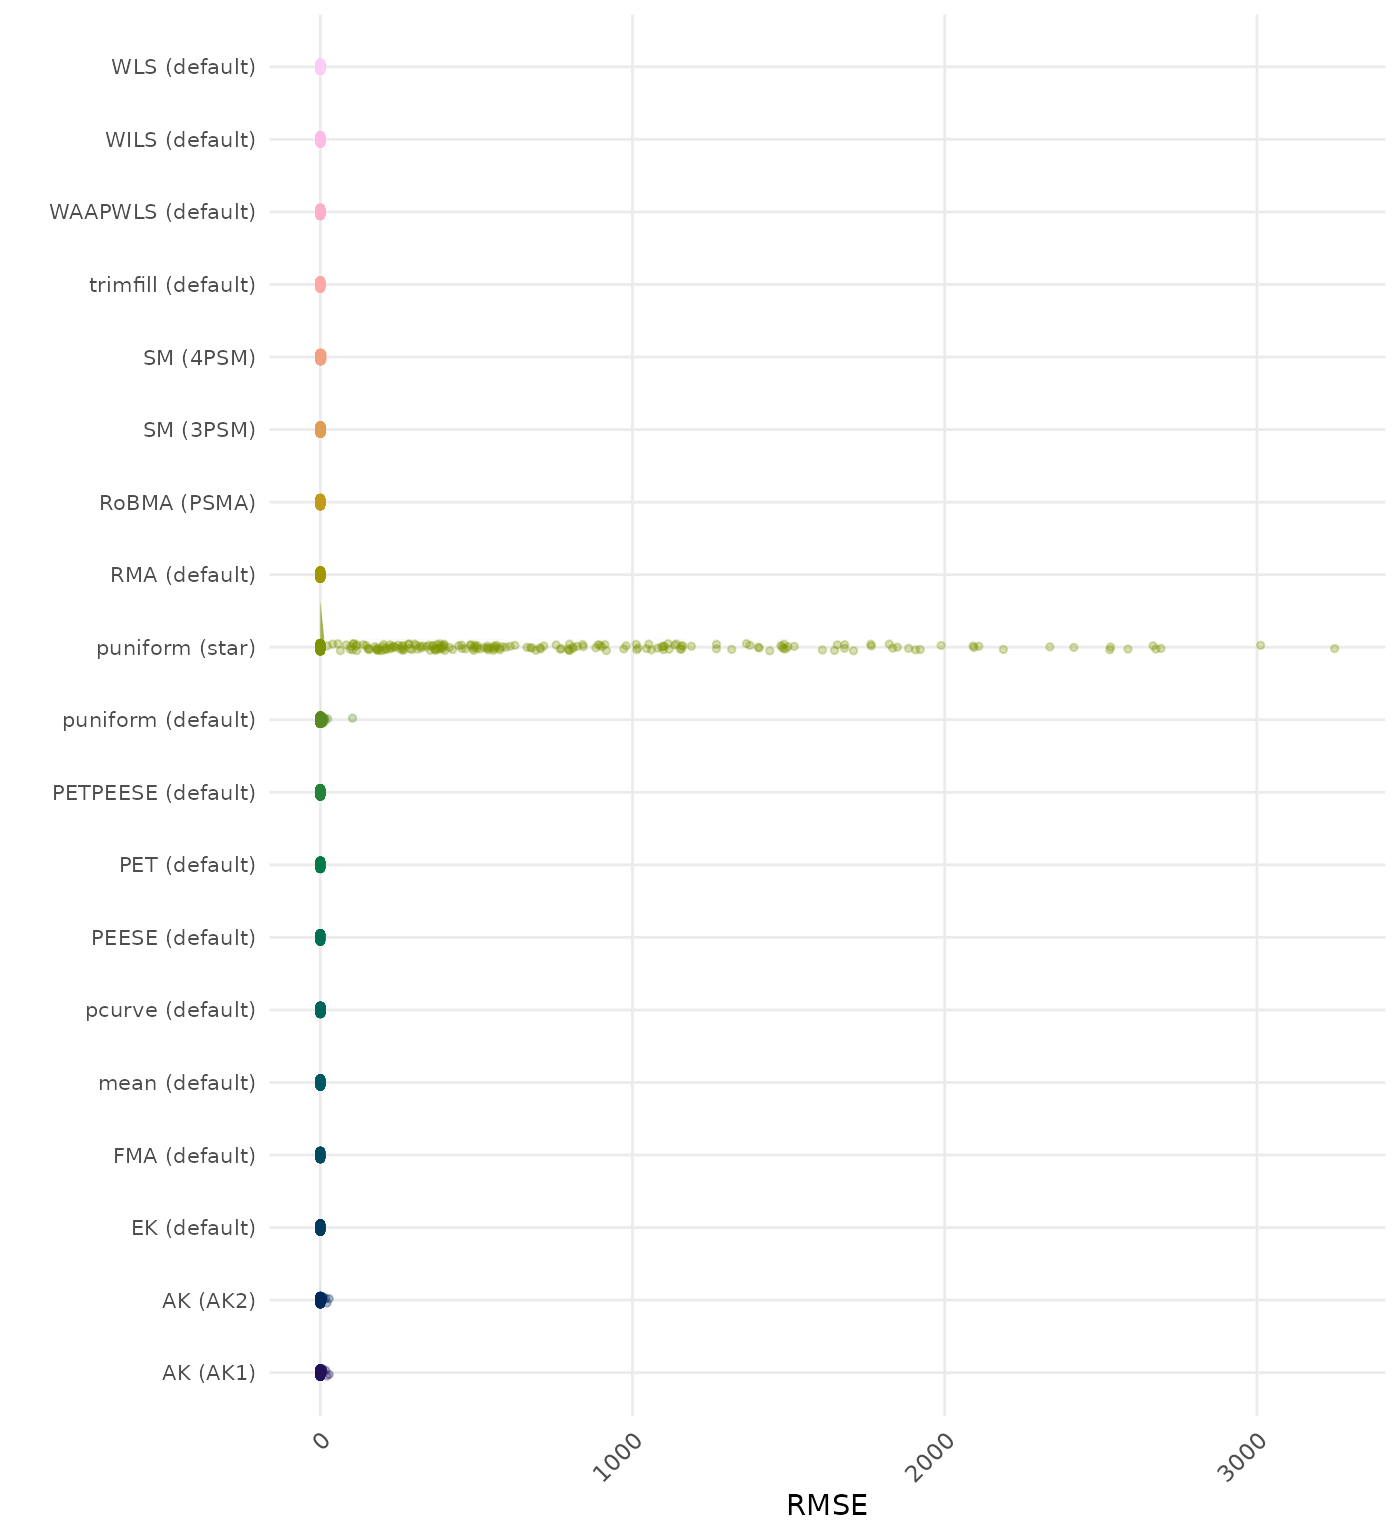 WLS (default)
WILS (default)
WAAPWLS (default)
trimfill (default)
SM (4PSM)
SM (3PSM)
RoBMA (PSMA)
RMA (default)
puniform (star)
puniform (default)
PETPEESE (default)
PET (default)
PEESE (default)
pcurve (default)
mean (default)
FMA (default)
EK (default)
AK (AK2)
AK (AK1)
0
1000
2000
3000
RMSE